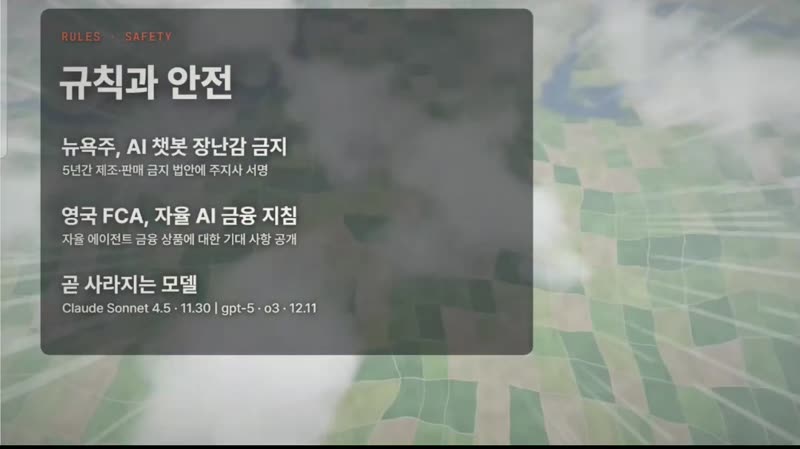 RULES · SAFETY
규칙과 안전
뉴욕주, AI 챗봇 장난감 금지
5년간 제조·판매 금지 법안에 주지사 서명
영국 FCA, 자율 AI 금융 지침
자율 에이전트 금융 상품에 대한 기대 사항 공개
곧 사라지는 모델
Claude Sonnet 4.5 · 11.30 | gpt-5 · o3 · 12.11